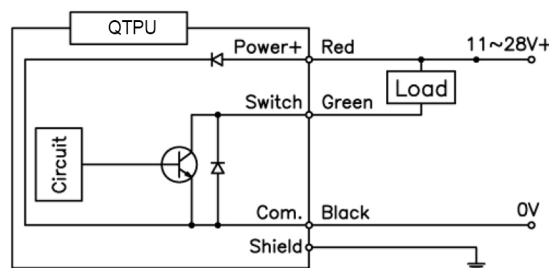 QTPU
Power+ Red 11~28V+
Load
Switch Green
Circuit
Com. Black 0V
Shield